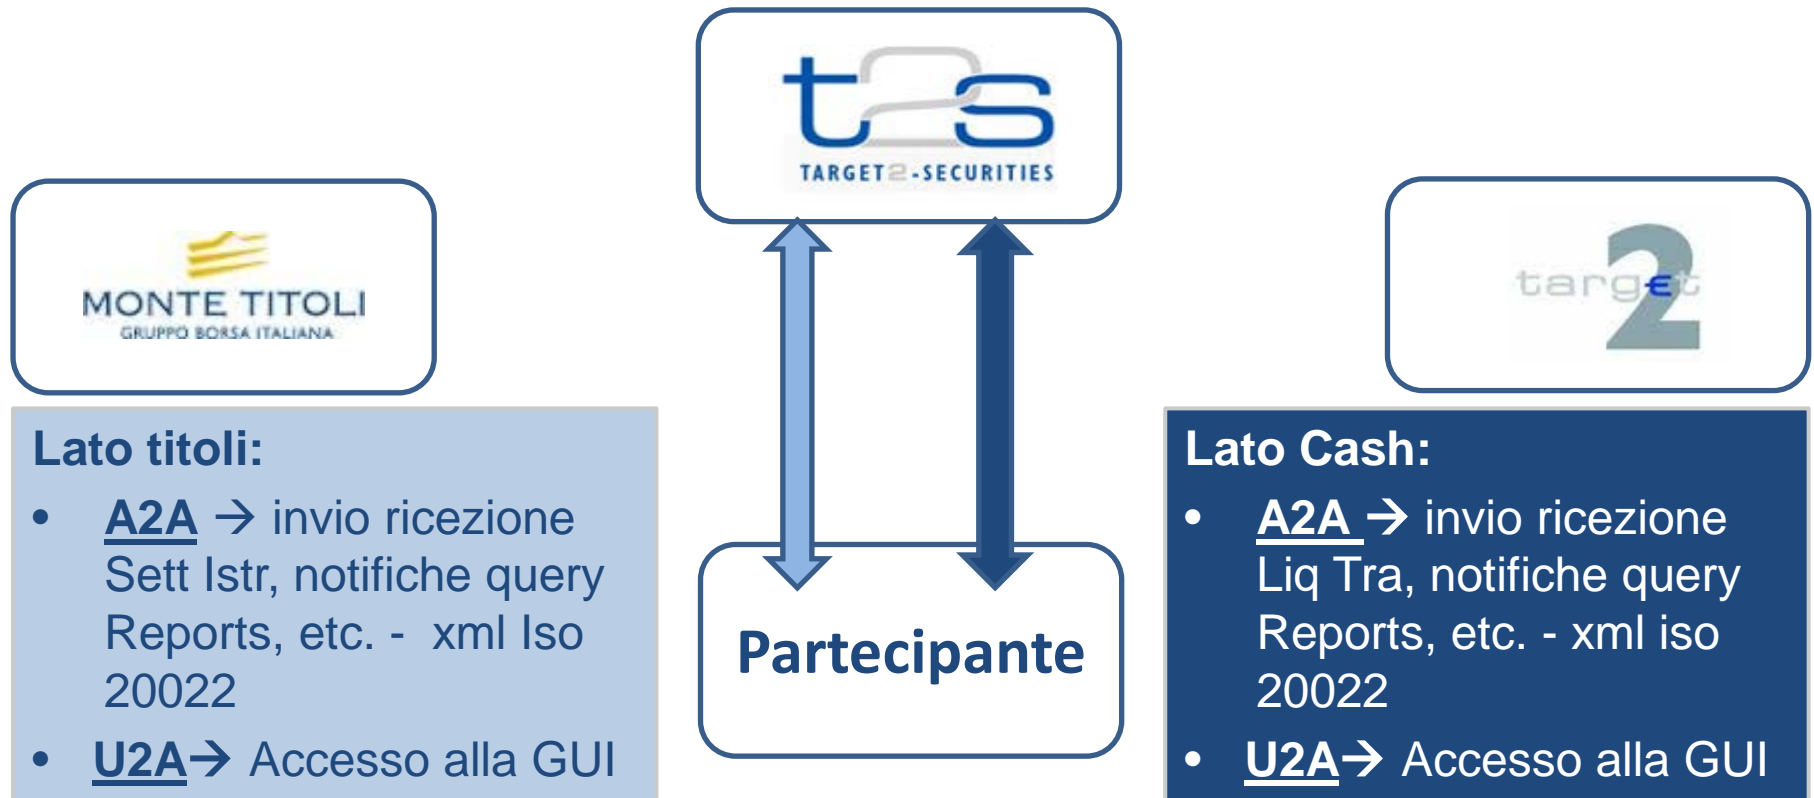 t2s
TARGET2-SECURITIES
MONTE TITOLI
GRUPPO BORSA ITALIANA
target
2
Lato titoli:
• A2A → invio ricezione
Sett Istr, notifiche query
Reports, etc. - xml Iso
20022
• U2A→ Accesso alla GUI
Partecipante
Lato Cash:
• A2A → invio ricezione
Liq Tra, notifiche query
Reports, etc. - xml iso
20022
• U2A→ Accesso alla GUI